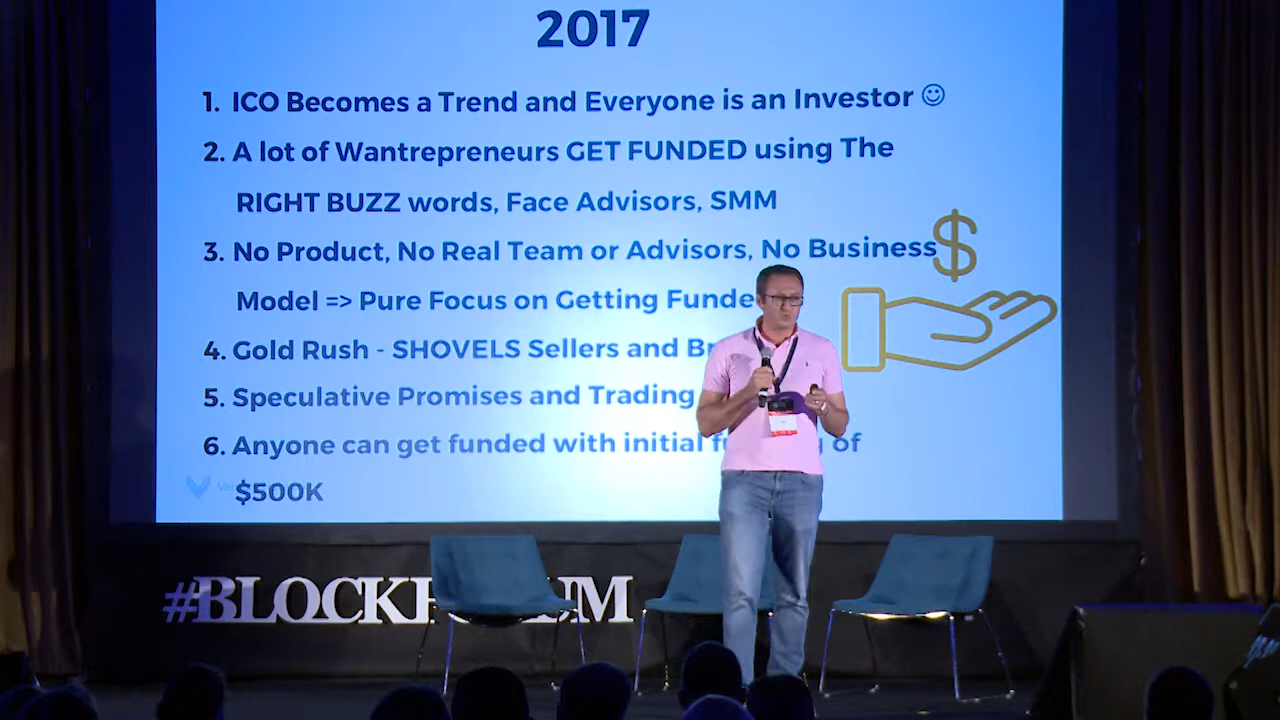 2017
1. ICO Becomes a Trend and Everyone is an Investor ☺
2. A lot of Wantrepreneurs GET FUNDED using The
RIGHT BUZZ words, Face Advisors, SMM
3. No Product, No Real Team or Advisors, No Business
Model => Pure Focus on Getting Funde
4. Gold Rush - SHOVELS Sellers and
5. Speculative Promises and Trading
6. Anyone can get funded with initial of
$500K